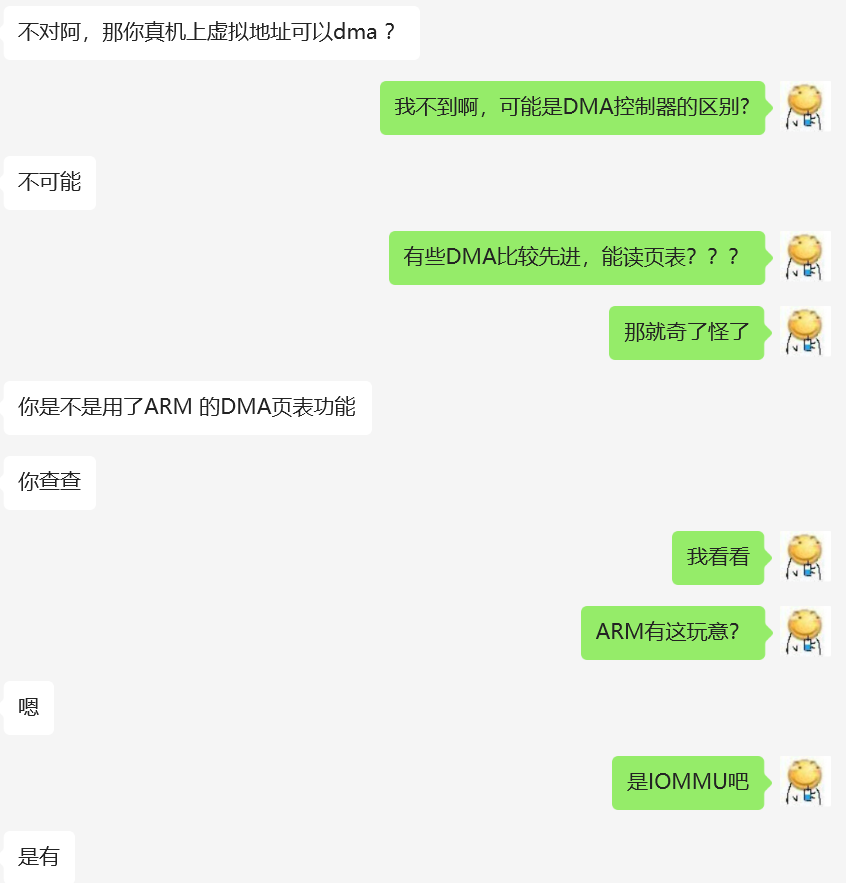 不对阿，那你真机上虚拟地址可以dma ？
我不到啊，可能是DMA控制器的区别?
不可能
有些DMA比较先进，能读页表? ？ ？
那就奇了怪了
你是不是用了ARM 的DMA页表功能
你查查
我看看
ARM有这玩意?
嗯
是IOMMU吧
是有